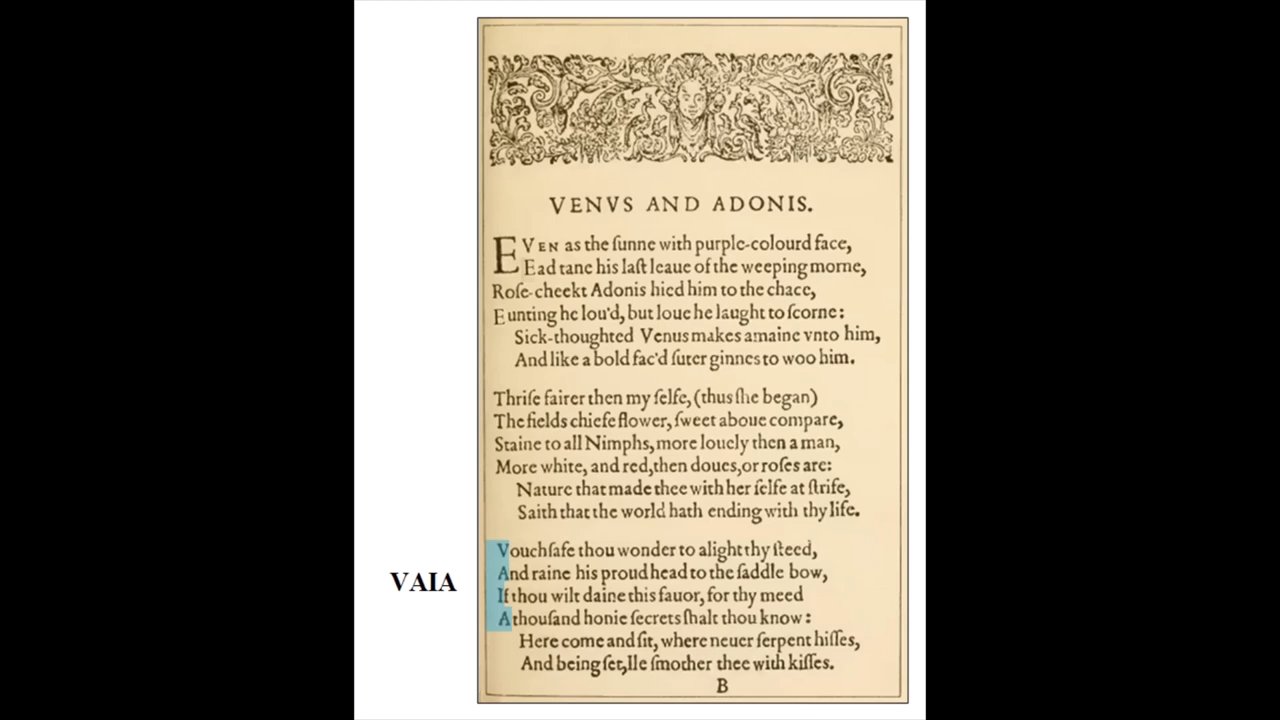 VENVS AND ADONIS.
EVEN as the ſunne with purple-colourd face,
Ead tane his laſt leaue of the weeping morne,
Roſe-cheekt Adonis hied him to the chace,
Eunting he lou'd, but loue he laught to ſcorne:
Sick-thoughted Venus makes amaine vnto him,
And like a bold fac'd ſuter ginnes to woo him.
Thriſe fairer then my ſelfe, (thus ſhe began)
The fields chiefe flower, ſweet aboue compare,
Staine to all Nimphs, more louely then a man,
More white, and red, then doues, or roſes are:
Nature that made thee with her ſelfe at ſtrife,
Saith that the world hath ending with thy life.
VAIA
Vouchſafe thou wonder to alight thy ſteed,
And raine his proud head to the ſaddle bow,
If thou wilt daine this fauor, for thy meed
A thouſand honie ſecrets ſhalt thou know:
Here come and ſit, where neuer ſerpent hiſſes,
And being ſet, Ile ſmother thee with kiſſes.
B